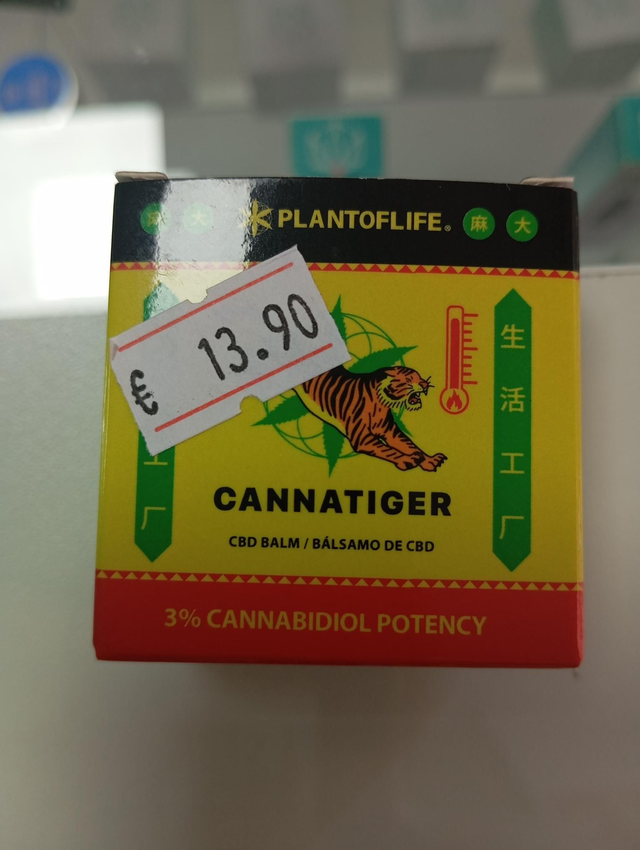 PLANTOFLIFE®
麻 大
€ 13.90
生
活
工
厂
工
厂
CANNATIGER
CBD BALM / BÁLSAMO DE CBD
3% CANNABIDIOL POTENCY